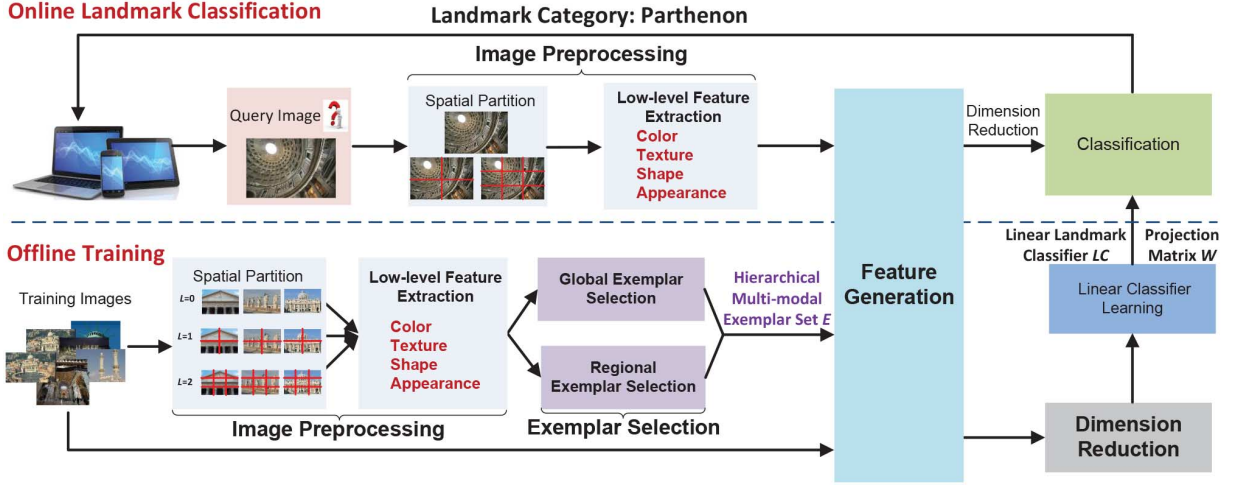 Online Landmark Classification
Landmark Category: Parthenon
Image Preprocessing
Query Image
?
Spatial Partition
Low-level Feature
Extraction
Color
Texture
Shape
Appearance
Dimension
Reduction
Classification
Offline Training
Training Images
Spatial Partition
L=0
L=1
L=2
Low-level Feature
Extraction
Color
Texture
Shape
Appearance
Image Preprocessing
Global Exemplar
Selection
Regional
Exemplar Selection
Exemplar Selection
Hierarchical
Multi-modal
Exemplar Set E
Feature
Generation
Linear Landmark
Classifier LC
Projection
Matrix W
Linear Classifier
Learning
Dimension
Reduction